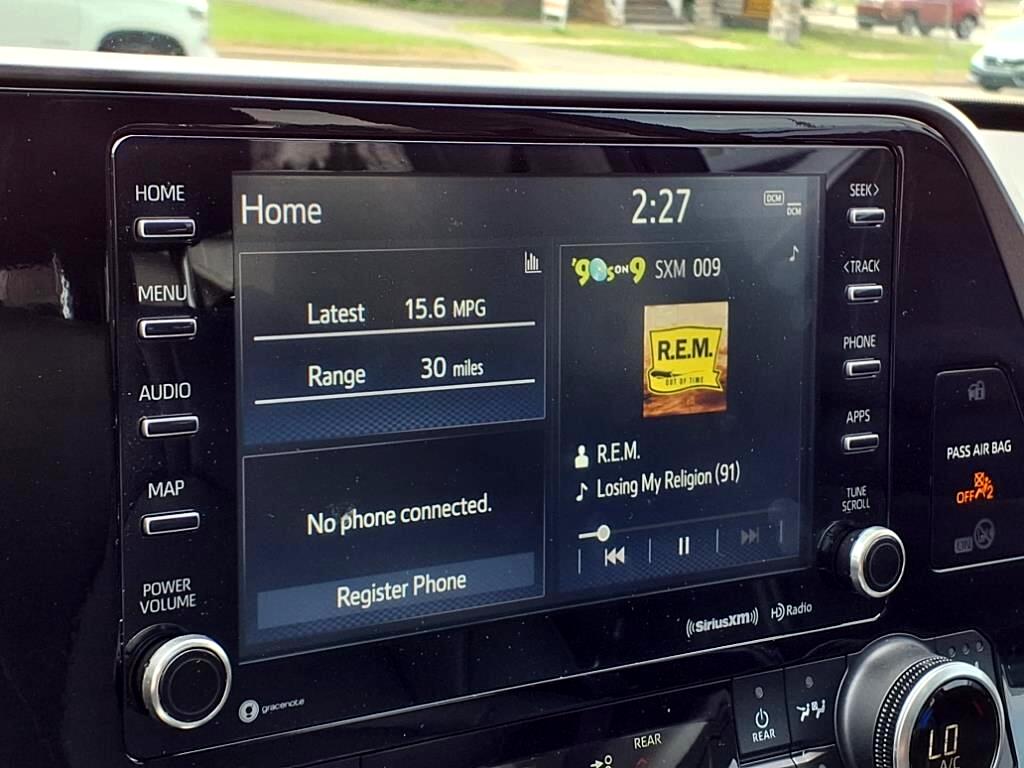 HOME
MENU
AUDIO
MAP
POWER
VOLUME
Home
2:27
DCM
DCM
Latest 15.6 MPG
Range 30 miles
No phone connected.
Register Phone
'90s ON 9 SXM 009
R.E.M.
OUT OF TIME
R.E.M.
Losing My Religion (91)
SEEK>
<TRACK
PHONE
APPS
TUNE
SCROLL
SiriusXM HD Radio
gracenote
PASS AIR BAG
OFF 2
REAR
REAR
LO
A/C